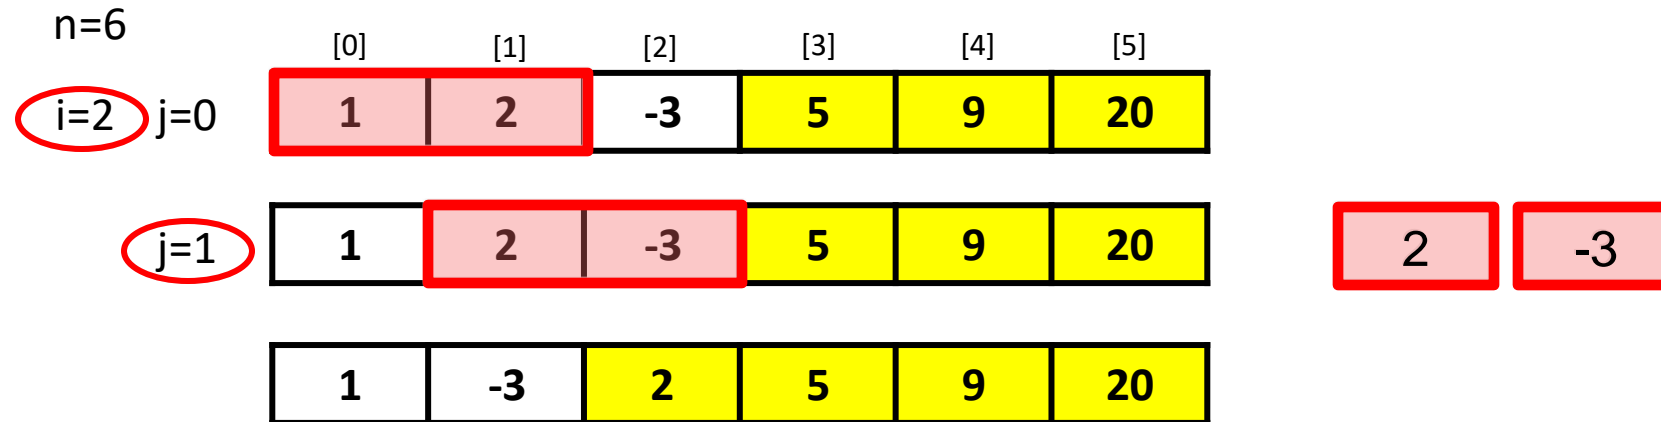 n=6
[0] [1] [2] [3] [4] [5]
i=2 j=0 1 2 -3 5 9 20
j=1 1 2 -3 5 9 20 2 -3
1 -3 2 5 9 20